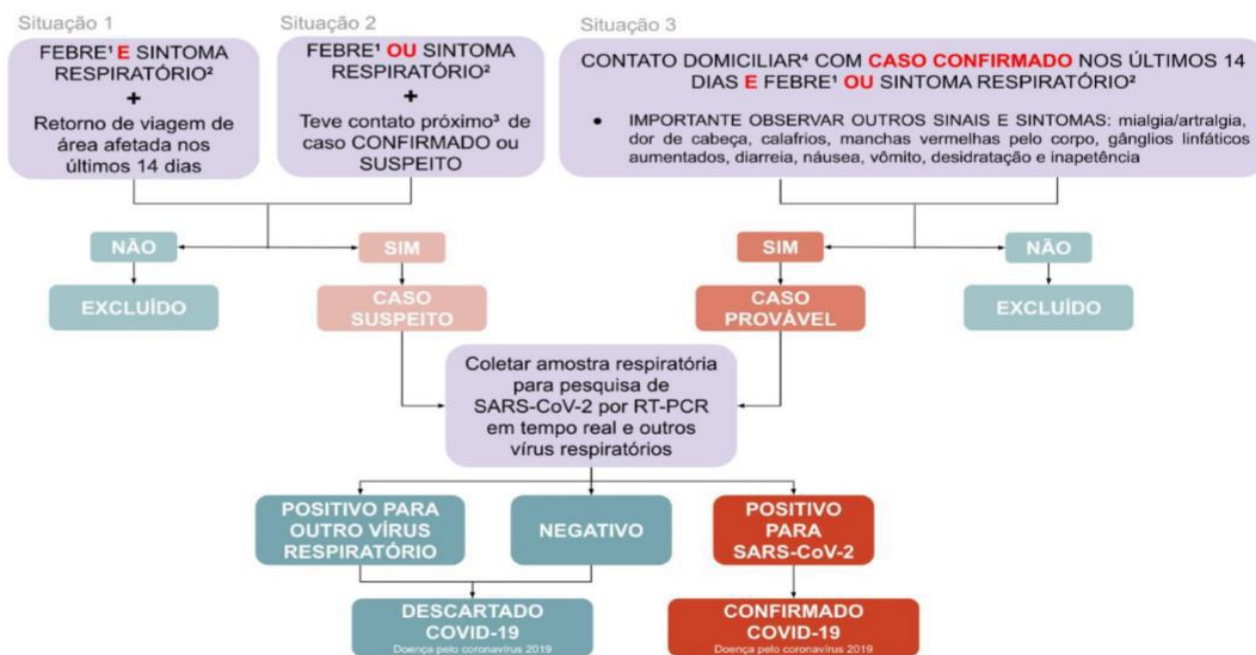 Situação 1
FEBRE¹ E SINTOMA
RESPIRATÓRIO²
+
Retorno de viagem de
área afetada nos
últimos 14 dias
Situação 2
FEBRE¹ OU SINTOMA
RESPIRATÓRIO²
+
Teve contato próximo³ de
caso CONFIRMADO ou
SUSPEITO
Situação 3
CONTATO DOMICILIAR⁴ COM CASO CONFIRMADO NOS ÚLTIMOS 14
DIAS E FEBRE¹ OU SINTOMA RESPIRATÓRIO²
● IMPORTANTE OBSERVAR OUTROS SINAIS E SINTOMAS: mialgia/artralgia,
dor de cabeça, calafrios, manchas vermelhas pelo corpo, gânglios linfáticos
aumentados, diarreia, náusea, vômito, desidratação e inapetência
NÃO
SIM
SIM
NÃO
EXCLUÍDO
CASO
SUSPEITO
CASO
PROVÁVEL
EXCLUÍDO
Coletar amostra respiratória
para pesquisa de
SARS-CoV-2 por RT-PCR
em tempo real e outros
vírus respiratórios
POSITIVO PARA
OUTRO VÍRUS
RESPIRATÓRIO
NEGATIVO
POSITIVO
PARA
SARS-CoV-2
DESCARTADO
COVID-19
Doença pelo coronavírus 2019
CONFIRMADO
COVID-19
Doença pelo coronavírus 2019